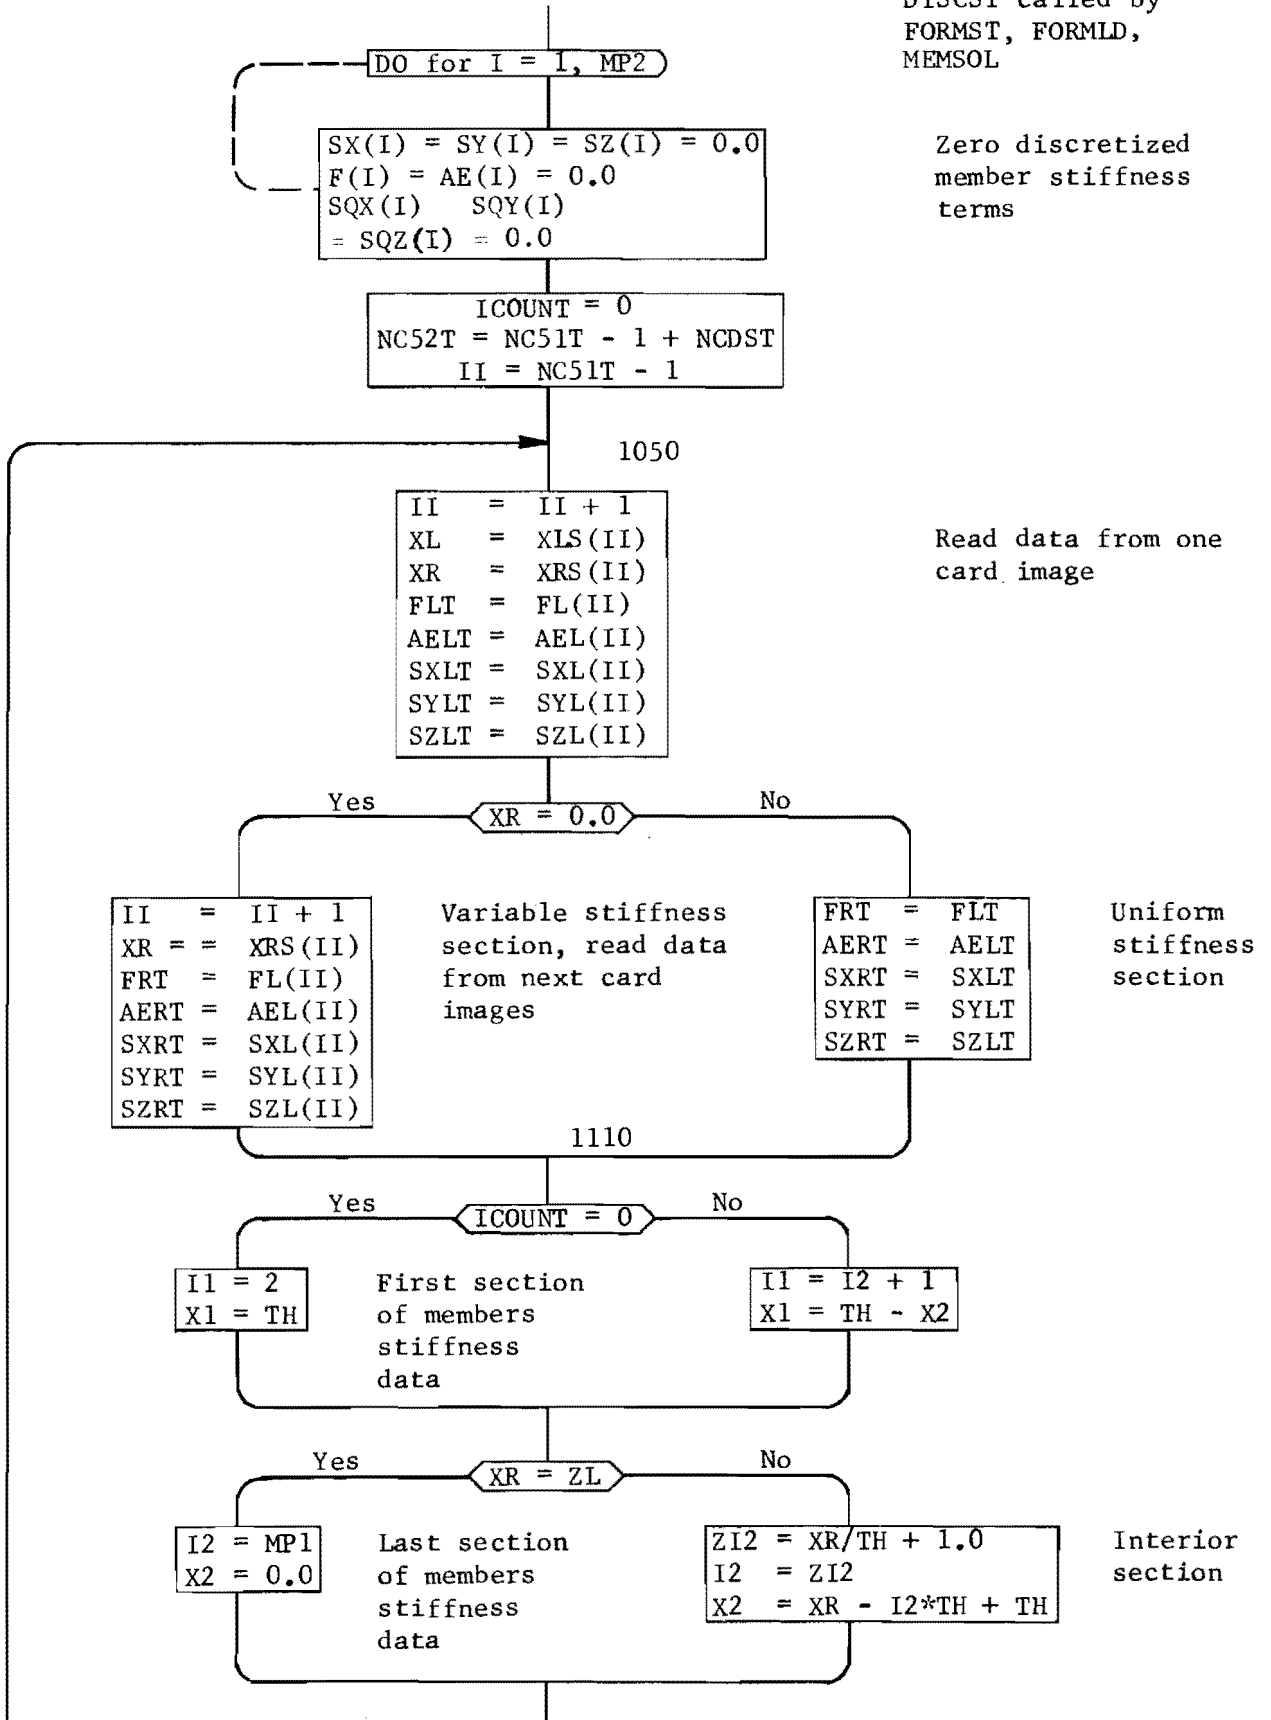 DISCST called by
FORMST, FORMLD,
MEMSOL
DO for I = 1, MP2
SX(I) = SY(I) = SZ(I) = 0.0
F(I) = AE(I) = 0.0
SQX(I) SQY(I)
= SQZ(I) = 0.0
Zero discretized
member stiffness
terms
ICOUNT = 0
NC52T = NC51T - 1 + NCDST
II = NC51T - 1
1050
II = II + 1
XL = XLS(II)
XR = XRS(II)
FLT = FL(II)
AELT = AEL(II)
SXLT = SXL(II)
SYLT = SYL(II)
SZLT = SZL(II)
Read data from one
card image
Yes
XR = 0.0
No
II = II + 1
XR = = XRS(II)
FRT = FL(II)
AERT = AEL(II)
SXRT = SXL(II)
SYRT = SYL(II)
SZRT = SZL(II)
Variable stiffness
section, read data
from next card
images
FRT = FLT
AERT = AELT
SXRT = SXLT
SYRT = SYLT
SZRT = SZLT
Uniform
stiffness
section
1110
Yes
ICOUNT = 0
No
I1 = 2
X1 = TH
First section
of members
stiffness
data
I1 = I2 + 1
X1 = TH - X2
Yes
XR = ZL
No
I2 = MP1
X2 = 0.0
Last section
of members
stiffness
data
ZI2 = XR/TH + 1.0
I2 = ZI2
X2 = XR - I2*TH + TH
Interior
section